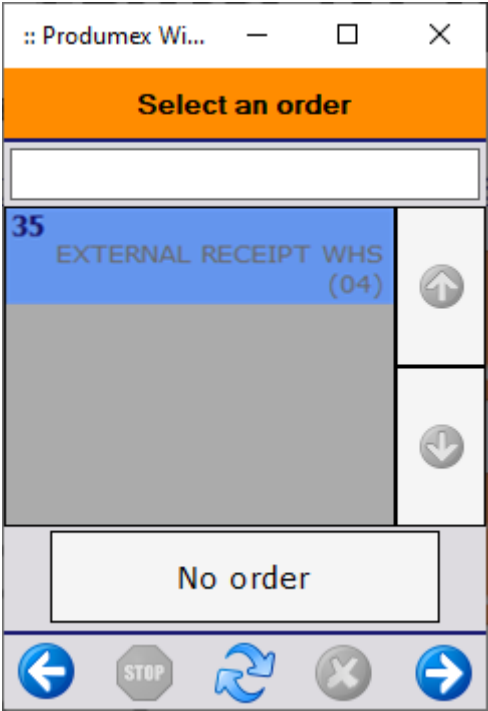 :: Produmex Wi...
Select an order
35
EXTERNAL RECEIPT WHS
(04)
No order
STOP